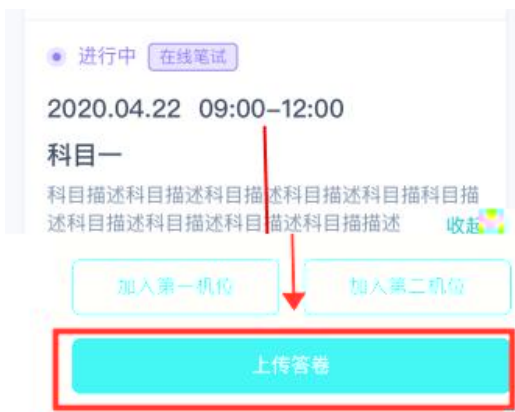 进行中 在线笔试
2020.04.22 09:00-12:00
科目一
科目描述科目描述科目描述科目描述科目描科目描
述科目描述科目描述科目描述科目描描述 收起
加入第一机位 加入第二机位
上传答卷